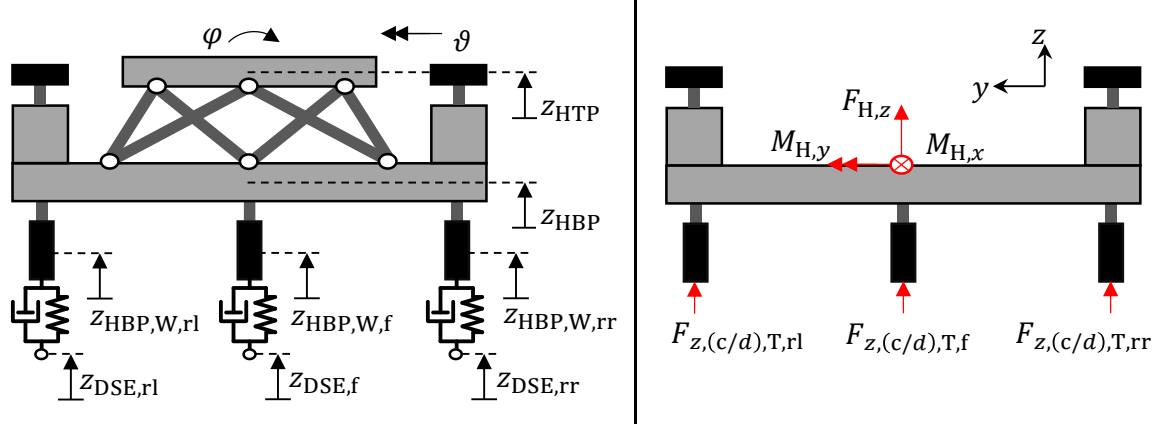 φ ϑ
z_HTP
z_HBP
z_HBP,W,rl z_HBP,W,f z_HBP,W,rr
z_DSE,rl z_DSE,f z_DSE,rr
z
y
F_H,z
M_H,y M_H,x
F_z,(c/d),T,rl F_z,(c/d),T,f F_z,(c/d),T,rr